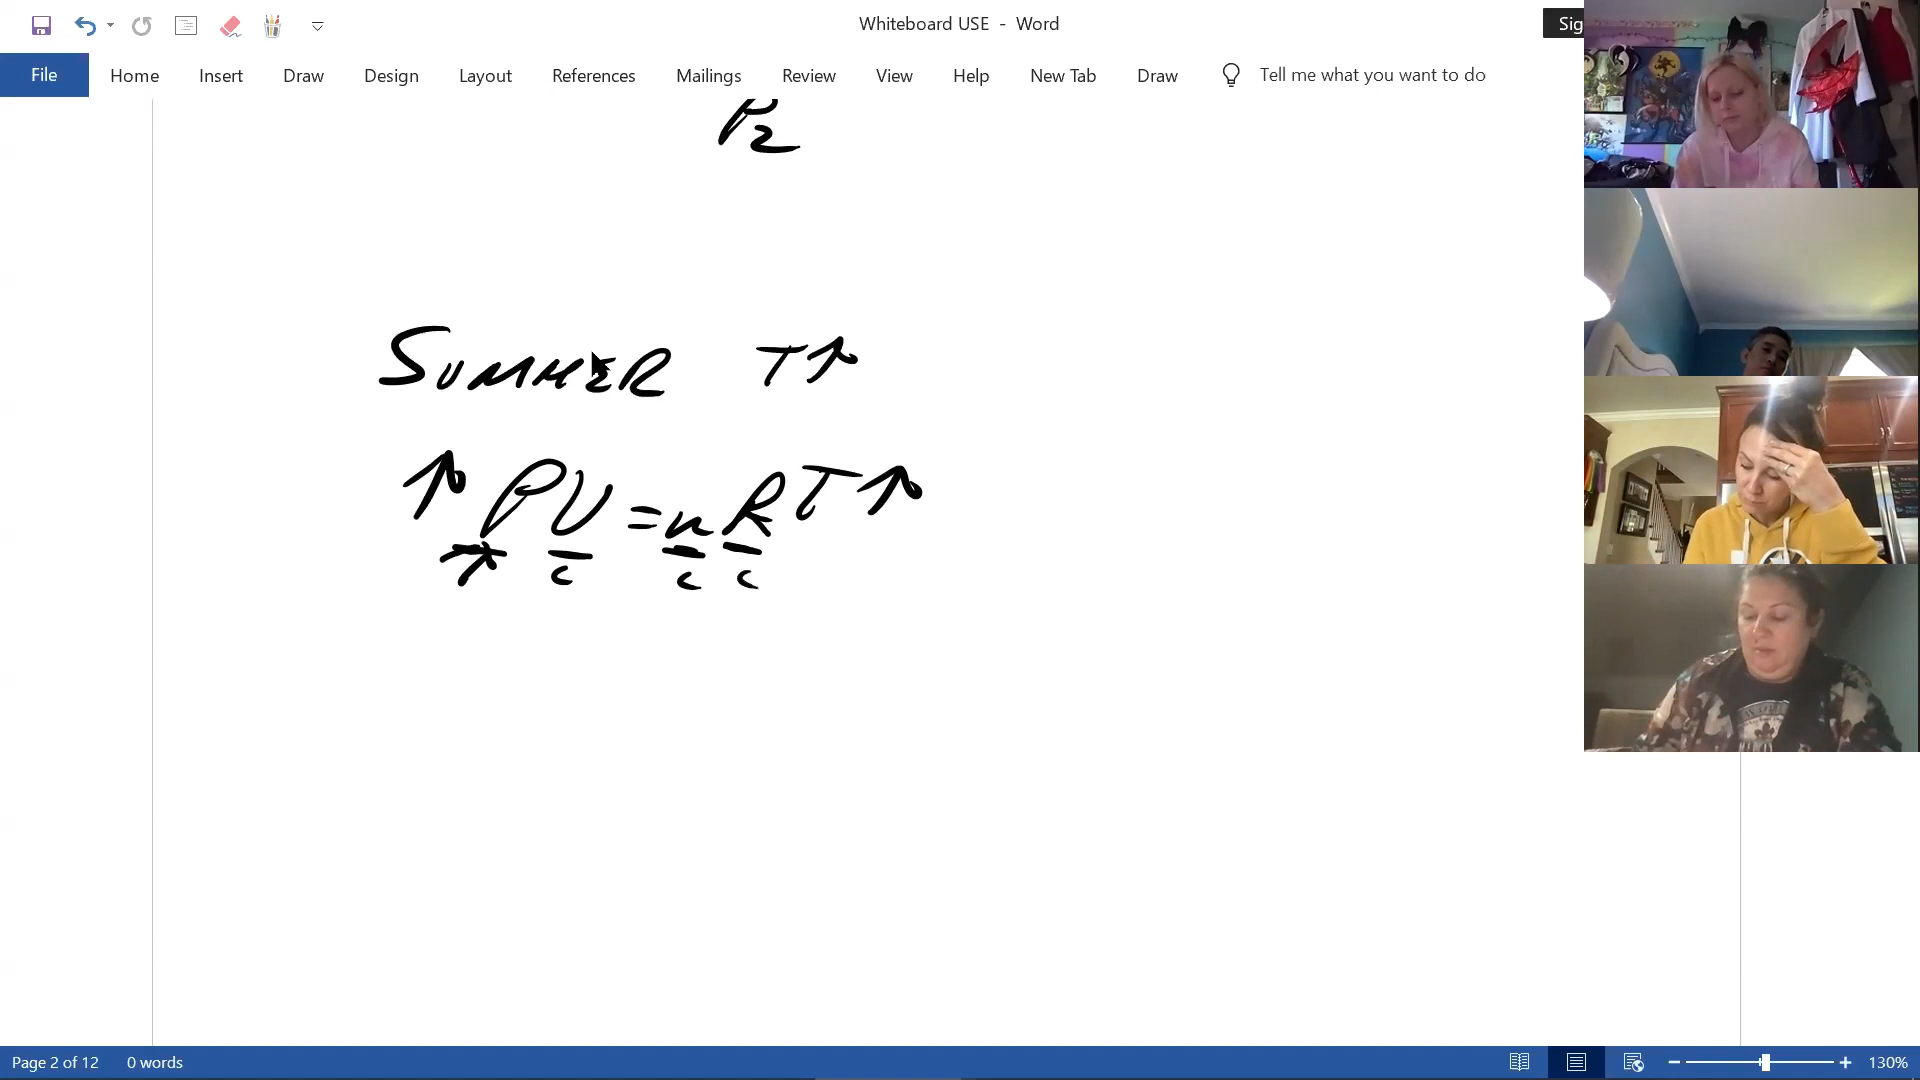 Whiteboard USE - Word
Sig
File Home Insert Draw Design Layout References Mailings Review View Help New Tab Draw Tell me what you want to do
P2
SUMMER T↑
↑ PV = nRT ↑
↑ c c c
Page 2 of 12 0 words
130%